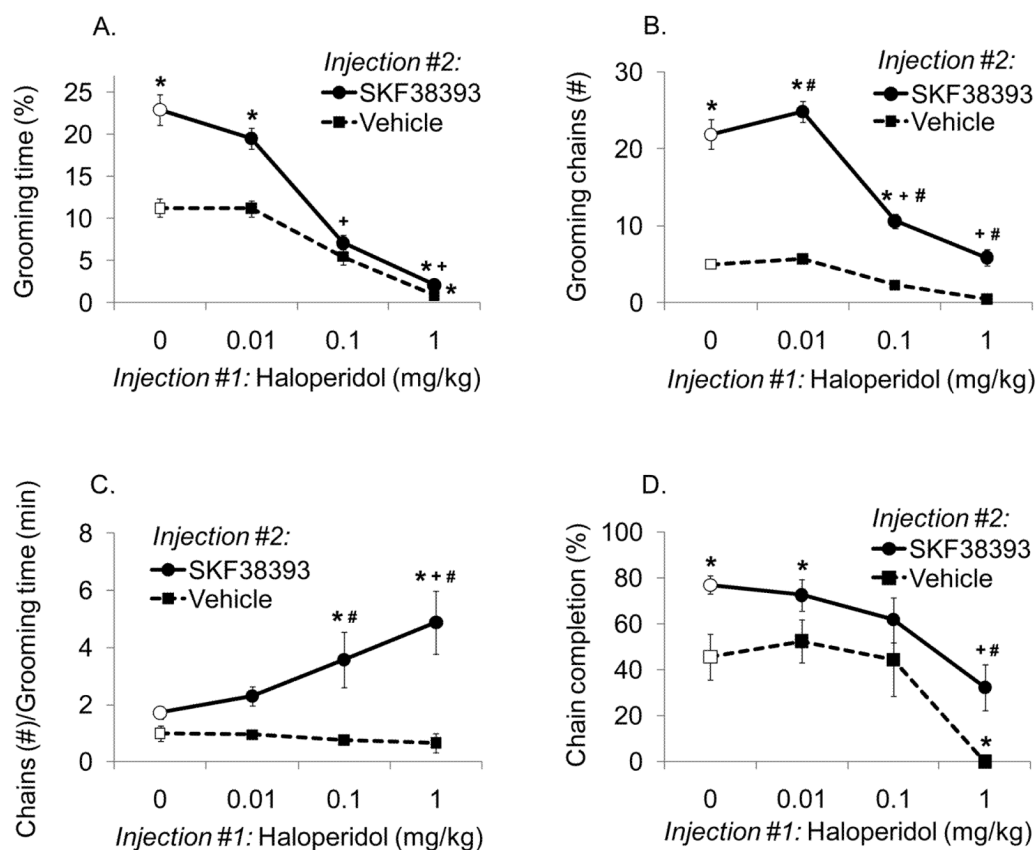 A.
Injection #2:
SKF38393
Vehicle
Grooming time (%)
25
20
15
10
5
0
*
*
+
* +
*
0 0.01 0.1 1
Injection #1: Haloperidol (mg/kg)
B.
Injection #2:
SKF38393
Vehicle
Grooming chains (#)
30
20
10
0
*
* #
* + #
+ #
0 0.01 0.1 1
Injection #1: Haloperidol (mg/kg)
C.
Injection #2:
SKF38393
Vehicle
Chains (#)/Grooming time (min)
8
6
4
2
0
* #
* + #
0 0.01 0.1 1
Injection #1: Haloperidol (mg/kg)
D.
Injection #2:
SKF38393
Vehicle
Chain completion (%)
100
80
60
40
20
0
*
*
+ #
*
0 0.01 0.1 1
Injection #1: Haloperidol (mg/kg)